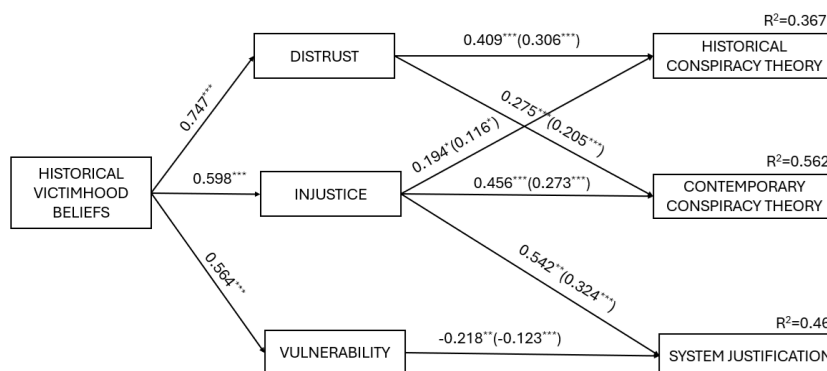 R²=0.367
DISTRUST
0.409***(0.306***)
HISTORICAL
CONSPIRACY THEORY
0.747***
0.275***(0.205***)
0.194*(0.116*)
R²=0.562
HISTORICAL
VICTIMHOOD
BELIEFS
0.598***
INJUSTICE
0.456***(0.273***)
CONTEMPORARY
CONSPIRACY THEORY
0.564***
0.542**(0.324***)
R²=0.46
VULNERABILITY
-0.218**(-0.123***)
SYSTEM JUSTIFICATION